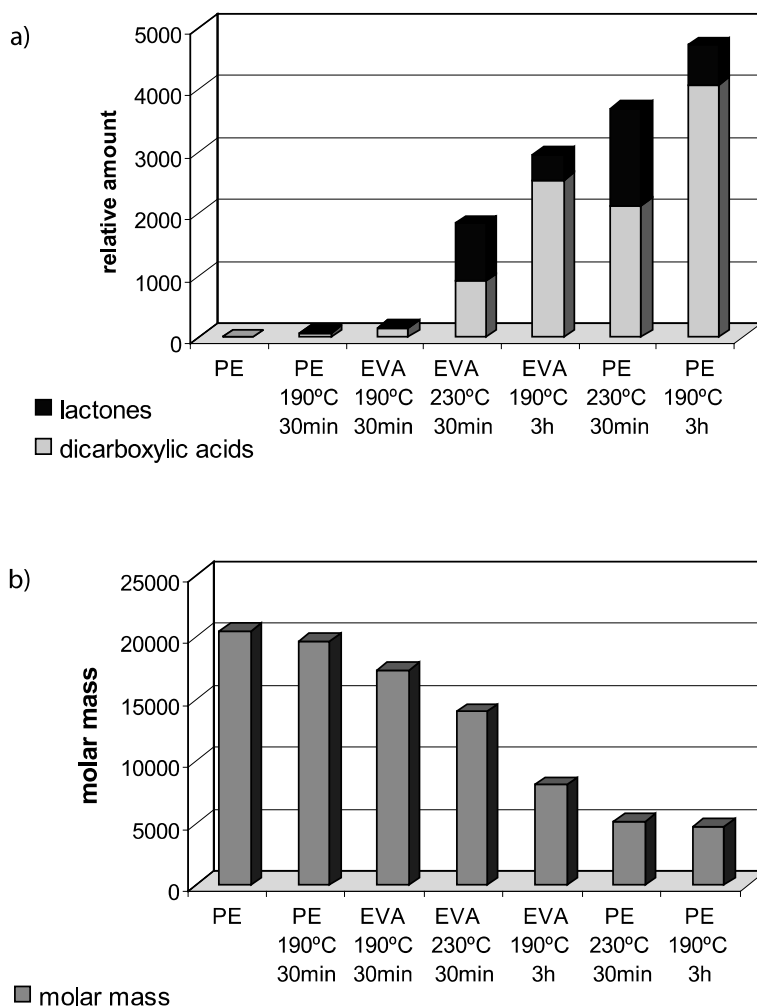 a)
relative amount
5000
4000
3000
2000
1000
0
PE PE EVA EVA EVA PE PE
190ºC 190ºC 230ºC 190ºC 230ºC 190ºC
30min 30min 30min 3h 30min 3h
lactones
dicarboxylic acids
b)
molar mass
25000
20000
15000
10000
5000
0
PE PE EVA EVA EVA PE PE
190ºC 190ºC 230ºC 190ºC 230ºC 190ºC
30min 30min 30min 3h 30min 3h
molar mass